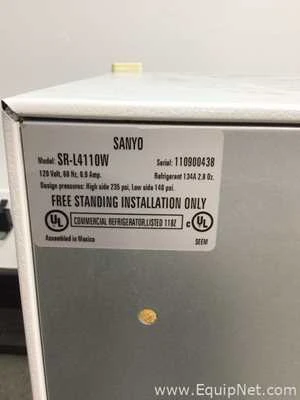 SANYO
Model: SR-L4110W Serial: 110900438
120 Volt, 60 Hz, 0.9 Amp. Refrigerant 134A 2.8 Oz.
Design pressures: High side 235 psi, Low side 140 psi.
FREE STANDING INSTALLATION ONLY
UL COMMERCIAL REFRIGERATOR, LISTED 118Z c UL
Assembled in Mexico SEEM
www.EquipNet.com